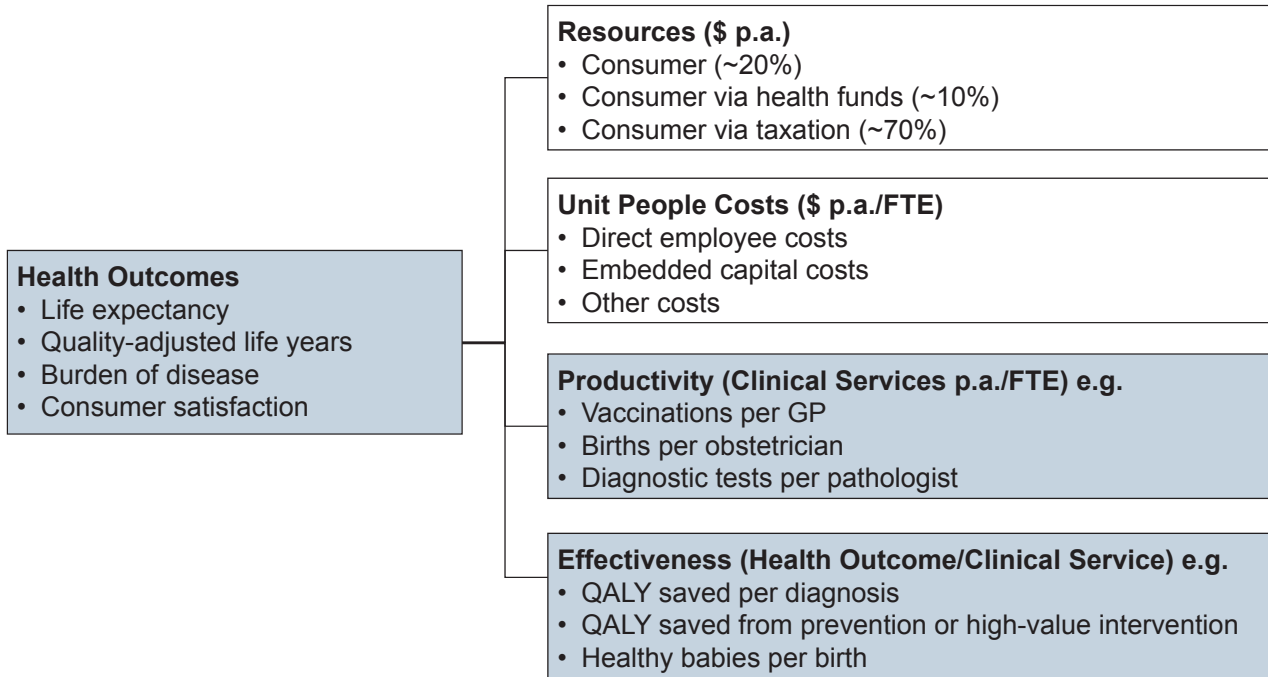 Resources ($ p.a.)
• Consumer (~20%)
• Consumer via health funds (~10%)
• Consumer via taxation (~70%)
Unit People Costs ($ p.a./FTE)
• Direct employee costs
• Embedded capital costs
• Other costs
Health Outcomes
• Life expectancy
• Quality-adjusted life years
• Burden of disease
• Consumer satisfaction
Productivity (Clinical Services p.a./FTE) e.g.
• Vaccinations per GP
• Births per obstetrician
• Diagnostic tests per pathologist
Effectiveness (Health Outcome/Clinical Service) e.g.
• QALY saved per diagnosis
• QALY saved from prevention or high-value intervention
• Healthy babies per birth